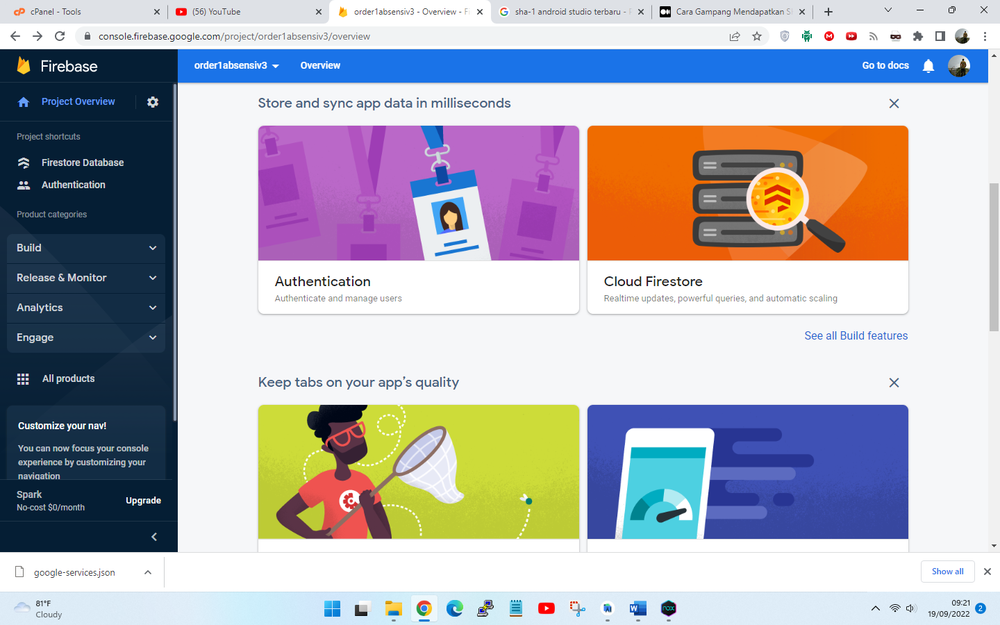 cPanel - Tools
(56) YouTube
order1absensiv3 - Overview - Fi
sha-1 android studio terbaru - P
Cara Gampang Mendapatkan SH
console.firebase.google.com/project/order1absensiv3/overview
Firebase
order1absensiv3
Overview
Go to docs
Project Overview
Project shortcuts
Firestore Database
Authentication
Product categories
Build
Release & Monitor
Analytics
Engage
All products
Customize your nav!
You can now focus your console
experience by customizing your
navigation
Spark
No-cost $0/month
Upgrade
Store and sync app data in milliseconds
Authentication
Authenticate and manage users
Cloud Firestore
Realtime updates, powerful queries, and automatic scaling
See all Build features
Keep tabs on your app's quality
google-services.json
Show all
81°F
Cloudy
nox
09:21
19/09/2022
2